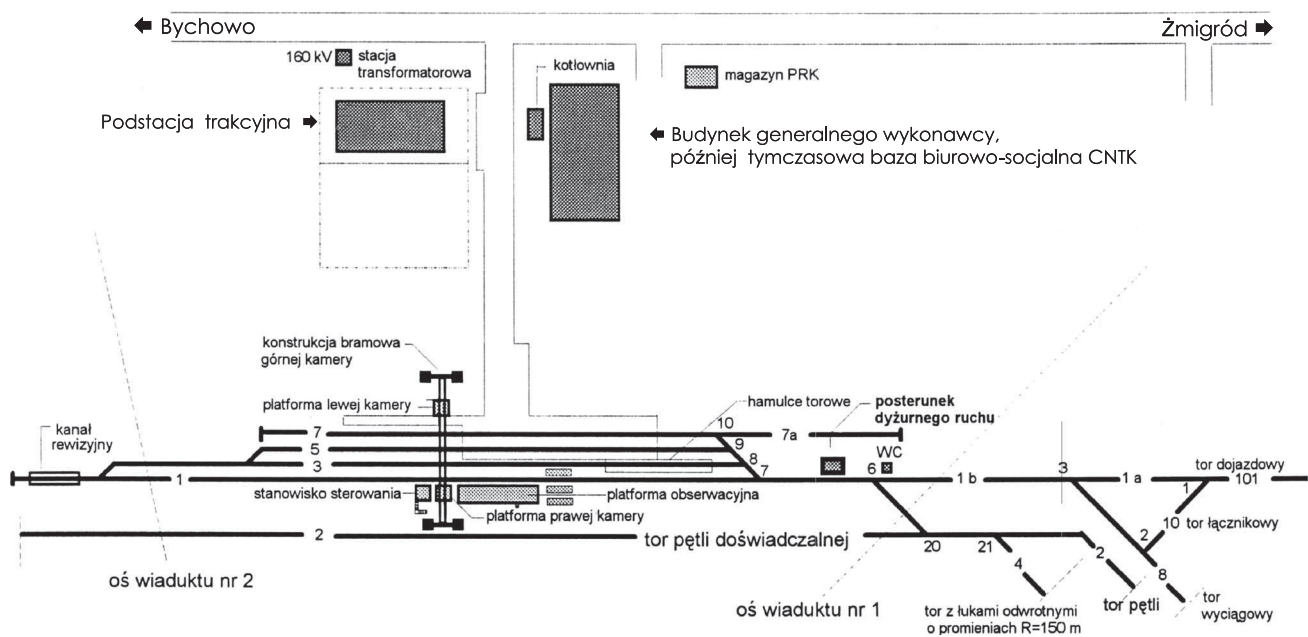 Bychowo
Żmigród
160 kV
stacja
transformatorowa
kotłownia
magazyn PRK
Podstacja trakcyjna
Budynek generalnego wykonawcy,
później tymczasowa baza biurowo-socjalna CNTK
konstrukcja bramowa
górnej kamery
platforma lewej kamery
hamulce torowe
posterunek
dyżurnego ruchu
kanał
rewizyjny
7
10
7a
WC
5
9
3
8
1
7
6
1 b
3
1 a
tor dojazdowy
101
stanowisko sterowania
platforma obserwacyjna
platforma prawej kamery
1
10 tor łącznikowy
2
tor pętli doświadczalnej
20
21
2
2
8
4
oś wiaduktu nr 2
oś wiaduktu nr 1
tor z łukami odwrotnymi
o promieniach R=150 m
tor pętli
tor
wyciągowy